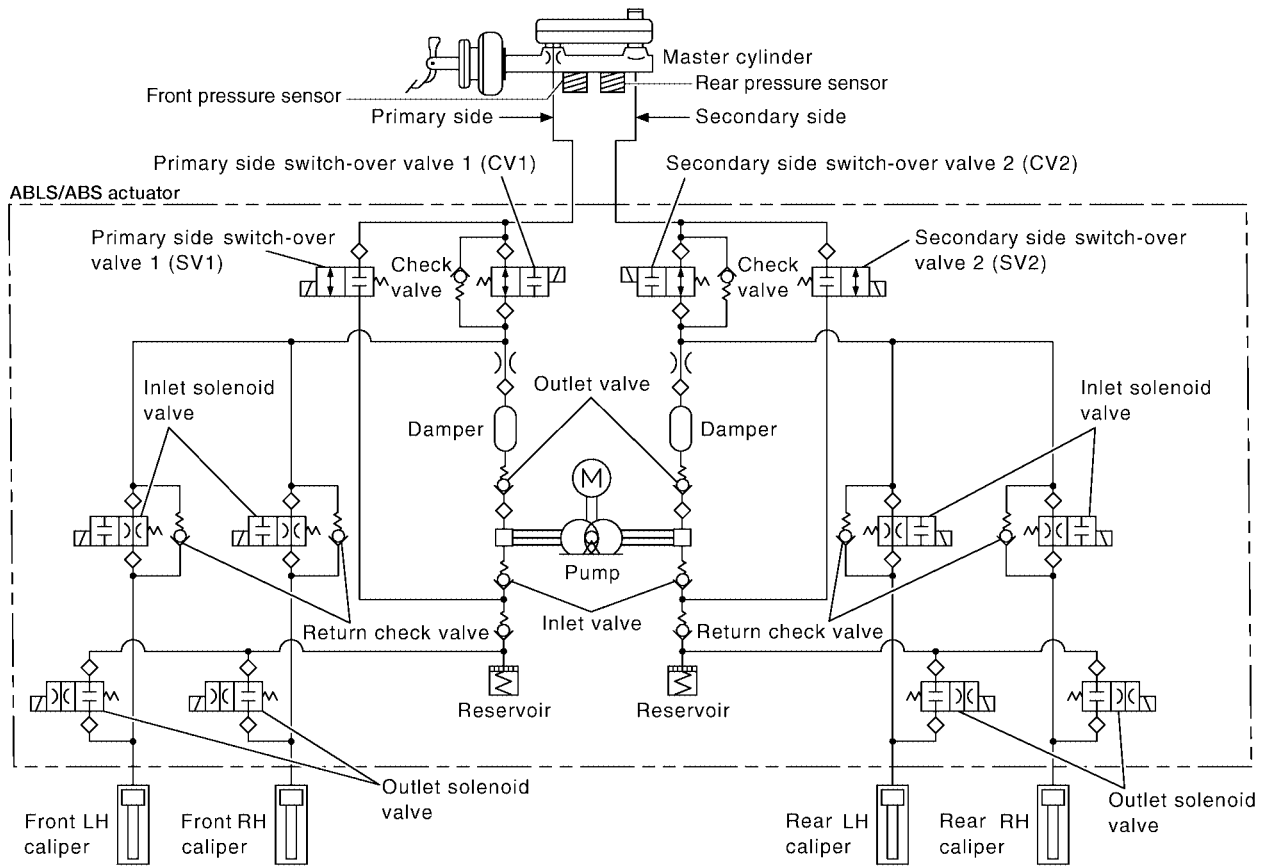 Master cylinder
Front pressure sensor
Rear pressure sensor
Primary side
Secondary side
Primary side switch-over valve 1 (CV1)
Secondary side switch-over valve 2 (CV2)
ABLS/ABS actuator
Primary side switch-over
valve 1 (SV1)
Check
valve
Check
valve
Secondary side switch-over
valve 2 (SV2)
Inlet solenoid
valve
Outlet valve
Inlet solenoid
valve
Damper
Damper
M
Pump
Return check valve
Inlet valve
Return check valve
Reservoir
Reservoir
Outlet solenoid
valve
Outlet solenoid
valve
Front LH
caliper
Front RH
caliper
Rear LH
caliper
Rear RH
caliper